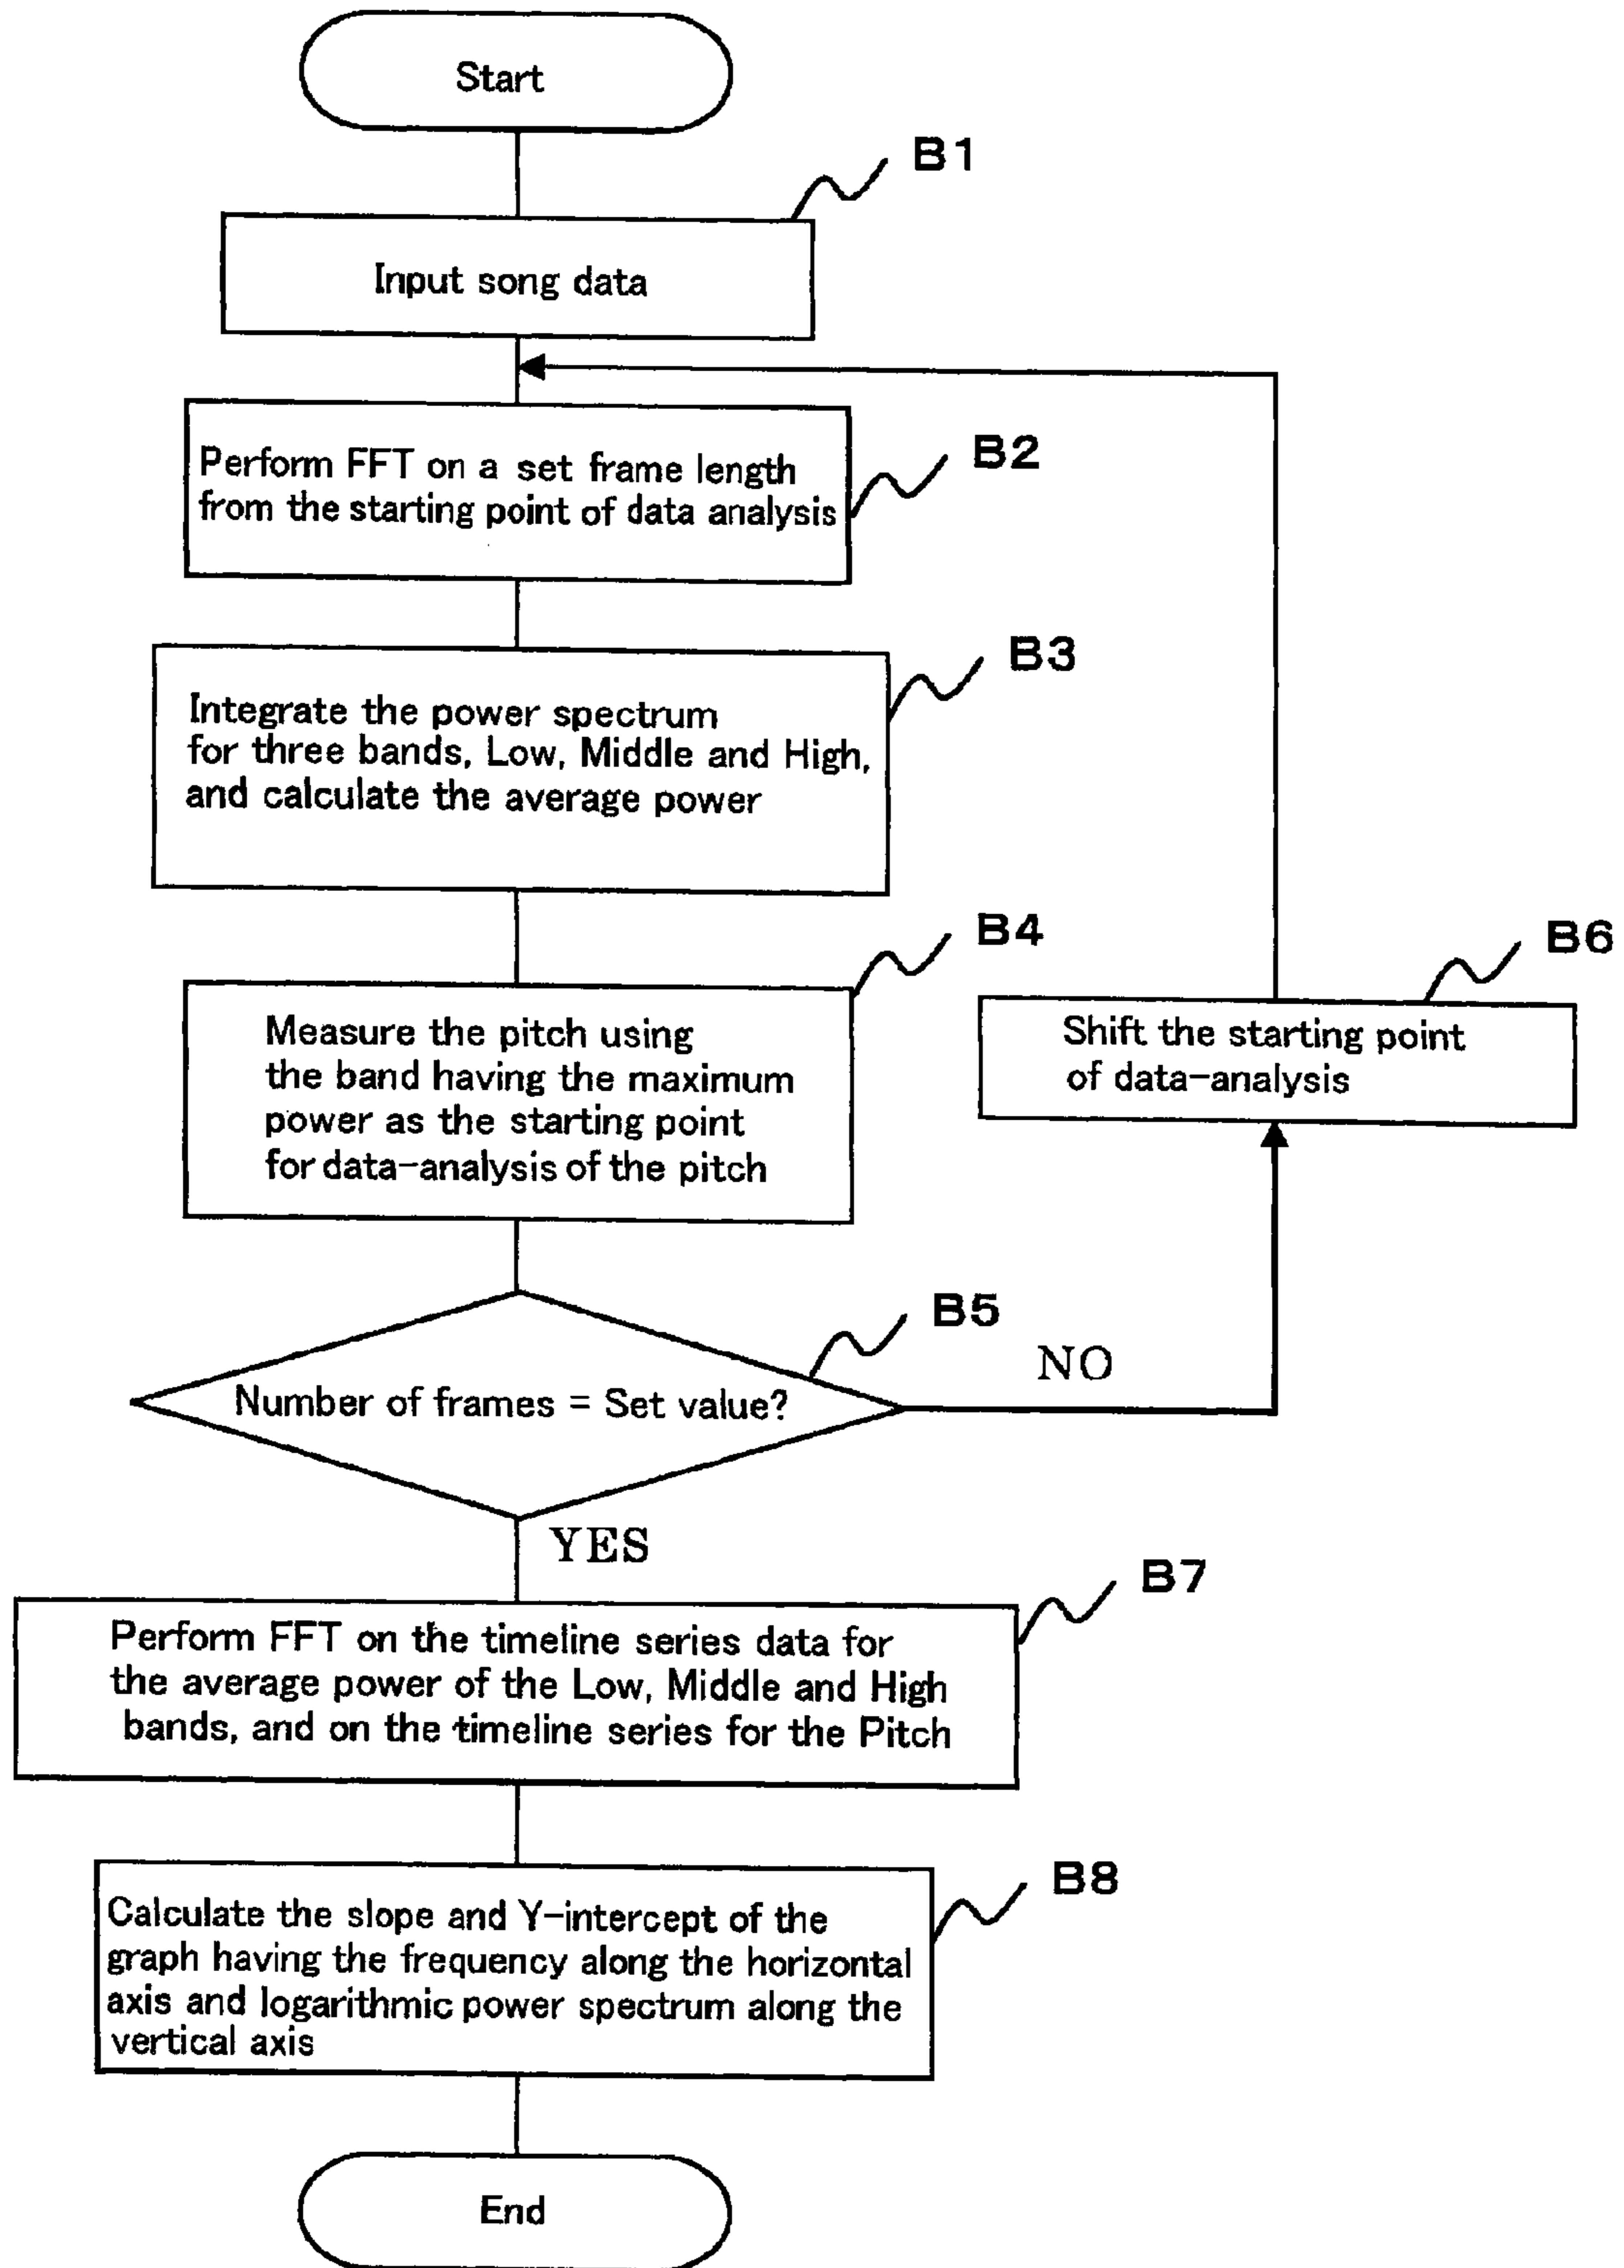 Start
B1
Input song data
B2
Perform FFT on a set frame length
from the starting point of data analysis
B3
Integrate the power spectrum
for three bands, Low, Middle and High,
and calculate the average power
B4
Measure the pitch using
the band having the maximum
power as the starting point
for data-analysis of the pitch
B6
Shift the starting point
of data-analysis
B5
Number of frames = Set value?
NO
YES
B7
Perform FFT on the timeline series data for
the average power of the Low, Middle and High
bands, and on the timeline series for the Pitch
B8
Calculate the slope and Y-intercept of the
graph having the frequency along the horizontal
axis and logarithmic power spectrum along the
vertical axis
End